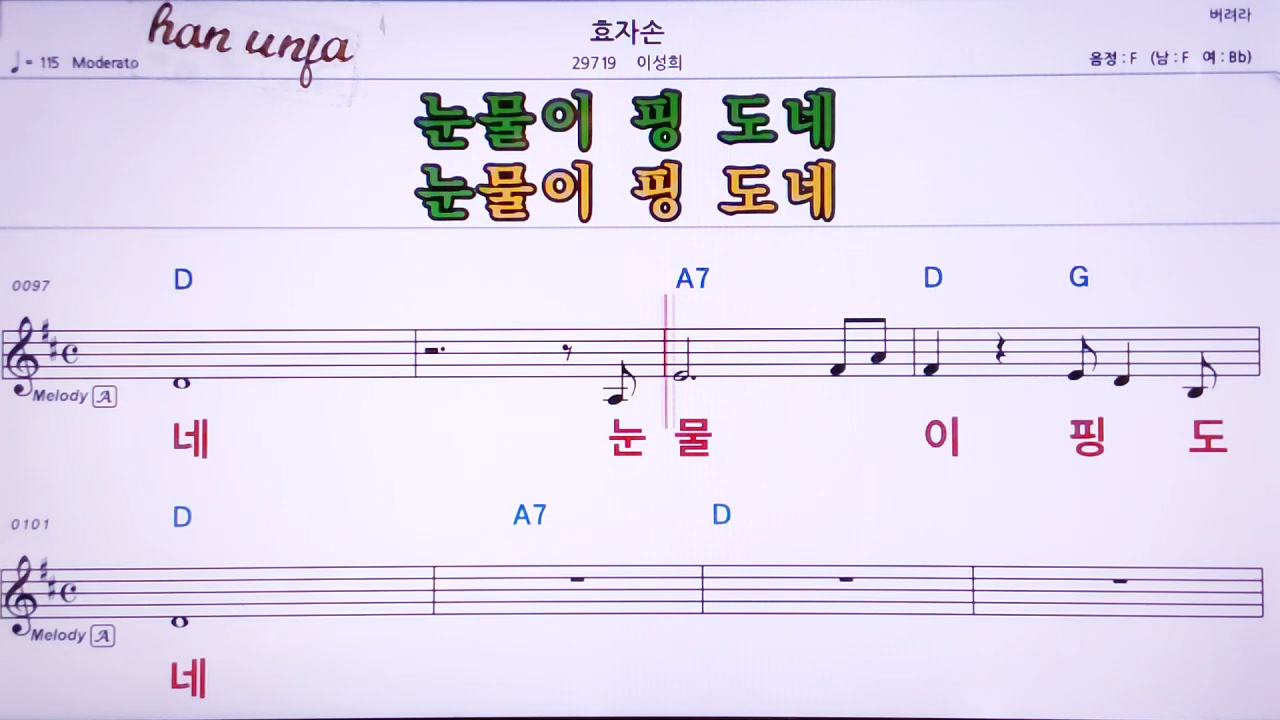 han unja
효자손
버려라
♩= 115 Moderato
29719 이성희
음정 : F (남 : F 여 : Bb)
눈물이 핑 도네
눈물이 핑 도네
0097 D A7 D G
Melody A
네 눈 물 이 핑 도
0101 D A7 D
Melody A
네